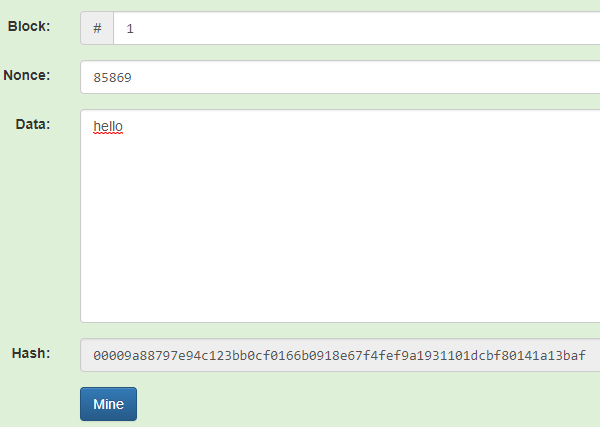 Block: # 1
Nonce: 85869
Data: hello
Hash: 00009a88797e94c123bb0cf0166b0918e67f4fef9a1931101dcbf80141a13baf
Mine